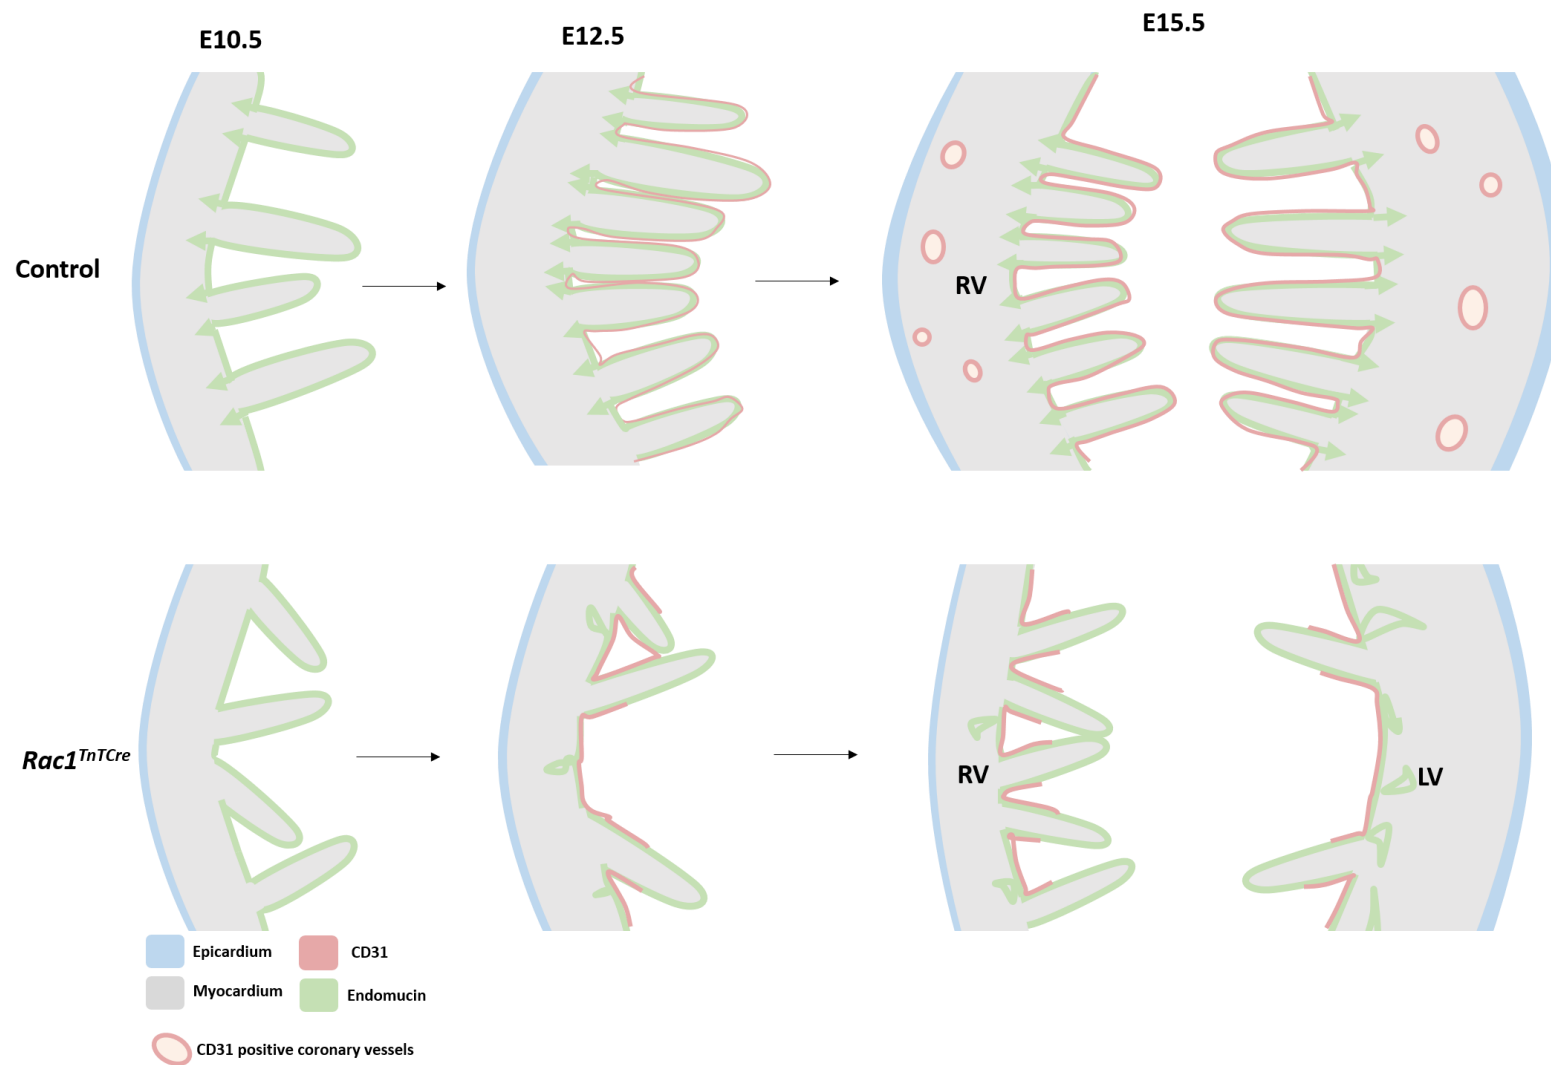 E10.5
E12.5
E15.5
Control
RV
Rac1TnTCre
RV
LV
Epicardium
CD31
Myocardium
Endomucin
CD31 positive coronary vessels